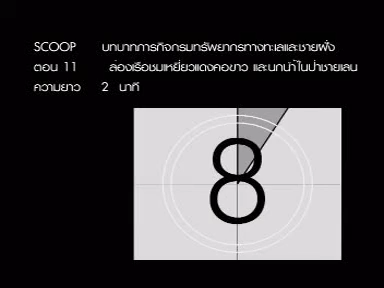 SCOOP บทบาทภารกิจกรมทรัพยากรทางทะเลและชายฝั่ง
ตอน 11 ล่องเรือชมเหยี่ยวแดงคอขาว และนกน้ำในป่าชายเลน
ความยาว 2 นาที
8